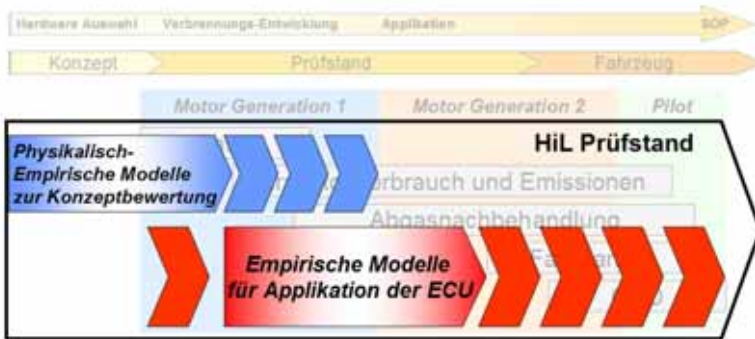 Hardware Auswahl Verbrennungs-Entwicklung Applikation SOP
Konzept Prüfstand Fahrzeug
Motor Generation 1 Motor Generation 2 Pilot
HiL Prüfstand
Physikalisch-
Empirische Modelle
zur Konzeptbewertung
erbrauch und Emissionen
Abgasnachbehandlung
Empirische Modelle
für Applikation der ECU